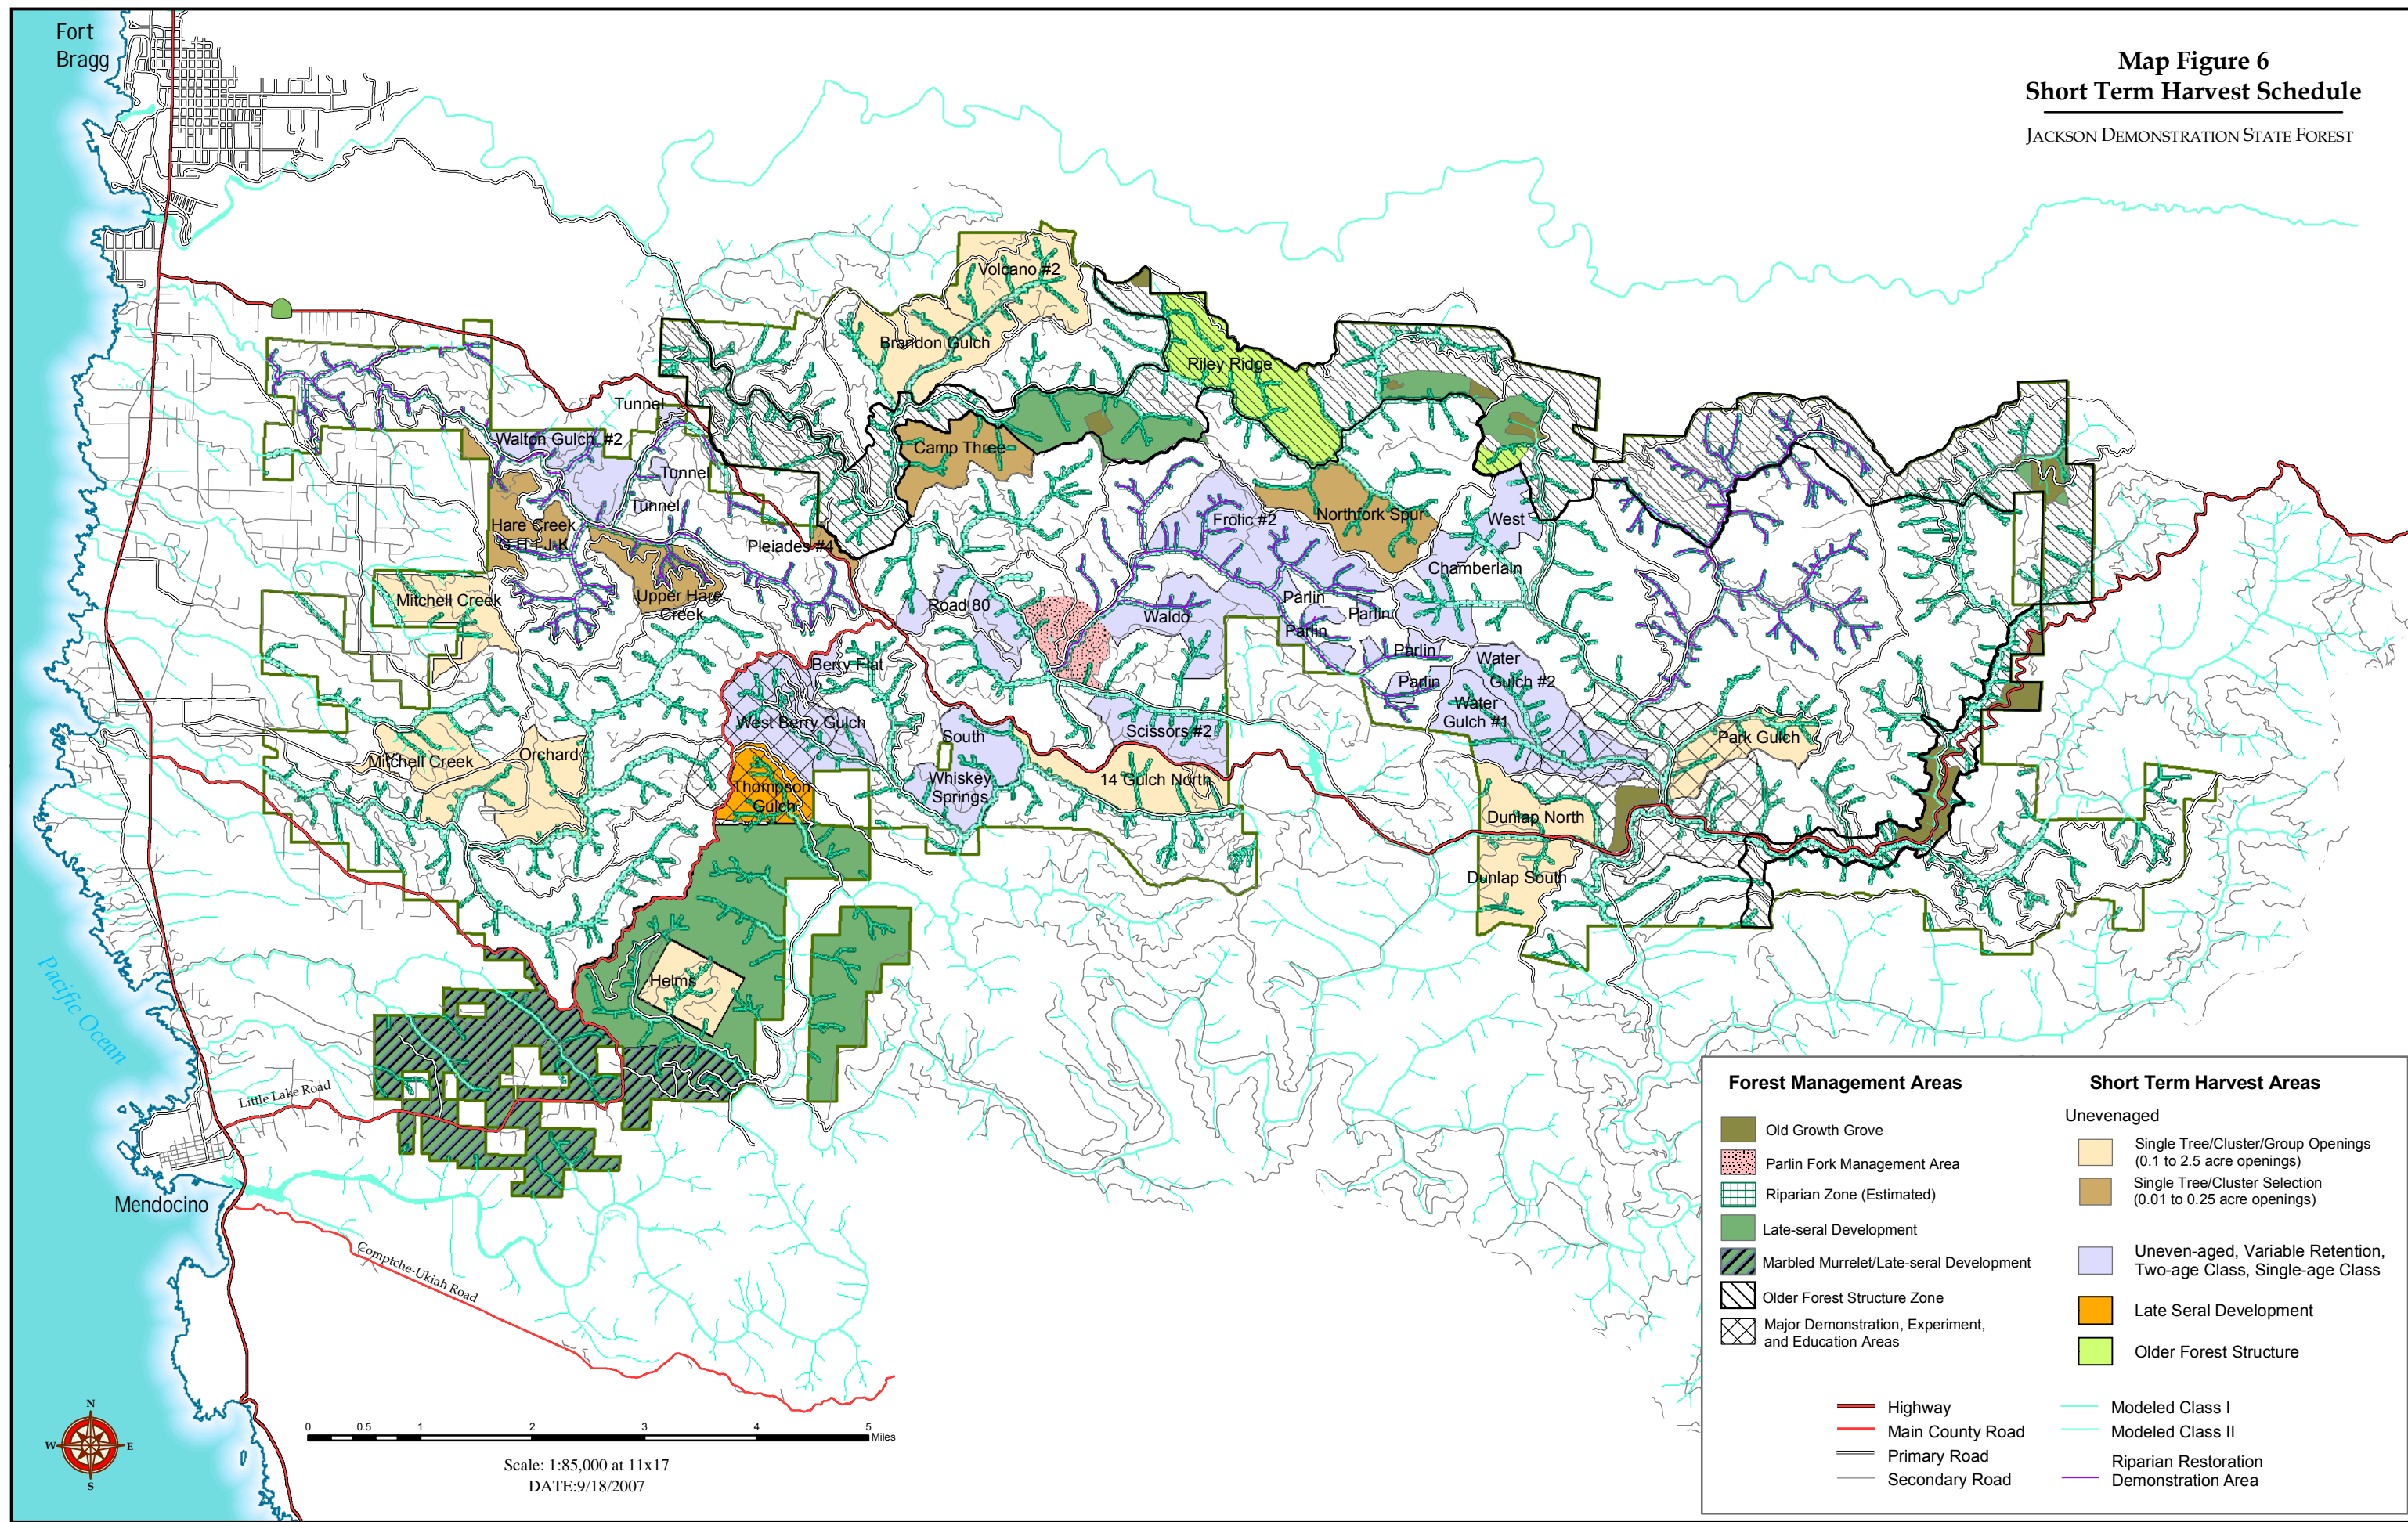 Fort
Bragg
Map Figure 6
Short Term Harvest Schedule
JACKSON DEMONSTRATION STATE FOREST
Volcano #2
Brandon Gulch
Riley Ridge
Tunnel
Walton Gulch #2
Camp Three
Tunnel
Tunnel
Hare Creek
G-H-I-J-K
Pleiades #4
Frolic #2
Northfork Spur
West
Chamberlain
Mitchell Creek
Upper Hare
Creek
Road 80
Waldo
Parlin
Parlin
Parlin
Parlin
Parlin
Berry Flat
Water
Gulch #2
West Berry Gulch
Water
Gulch #1
South
Scissors #2
Park Gulch
Mitchell Creek
Orchard
Whiskey
Springs
14 Gulch North
Thompson
Gulch
Dunlap North
Dunlap South
Helms
Pacific Ocean
Little Lake Road
Mendocino
Comptche-Ukiah Road
N
W
E
S
0
0.5
1
2
3
4
5
Miles
Scale: 1:85,000 at 11x17
DATE:9/18/2007
Forest Management Areas
Old Growth Grove
Parlin Fork Management Area
Riparian Zone (Estimated)
Late-seral Development
Marbled Murrelet/Late-seral Development
Older Forest Structure Zone
Major Demonstration, Experiment,
and Education Areas
Short Term Harvest Areas
Unevenaged
Single Tree/Cluster/Group Openings
(0.1 to 2.5 acre openings)
Single Tree/Cluster Selection
(0.01 to 0.25 acre openings)
Uneven-aged, Variable Retention,
Two-age Class, Single-age Class
Late Seral Development
Older Forest Structure
Highway
Main County Road
Primary Road
Secondary Road
Modeled Class I
Modeled Class II
Riparian Restoration
Demonstration Area